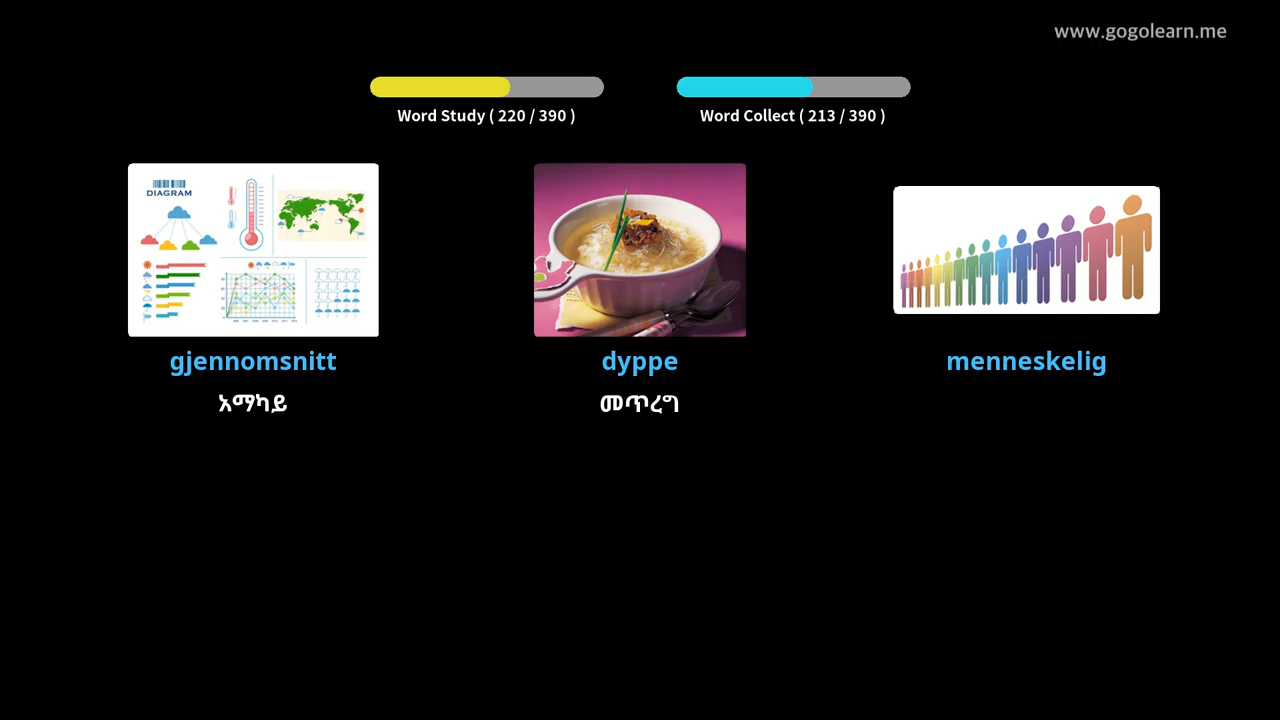 www.gogolearn.me
Word Study ( 220 / 390 )
Word Collect ( 213 / 390 )
DIAGRAM
gjennomsnitt
dyppe
menneskelig
አማካይ
መጥረግ